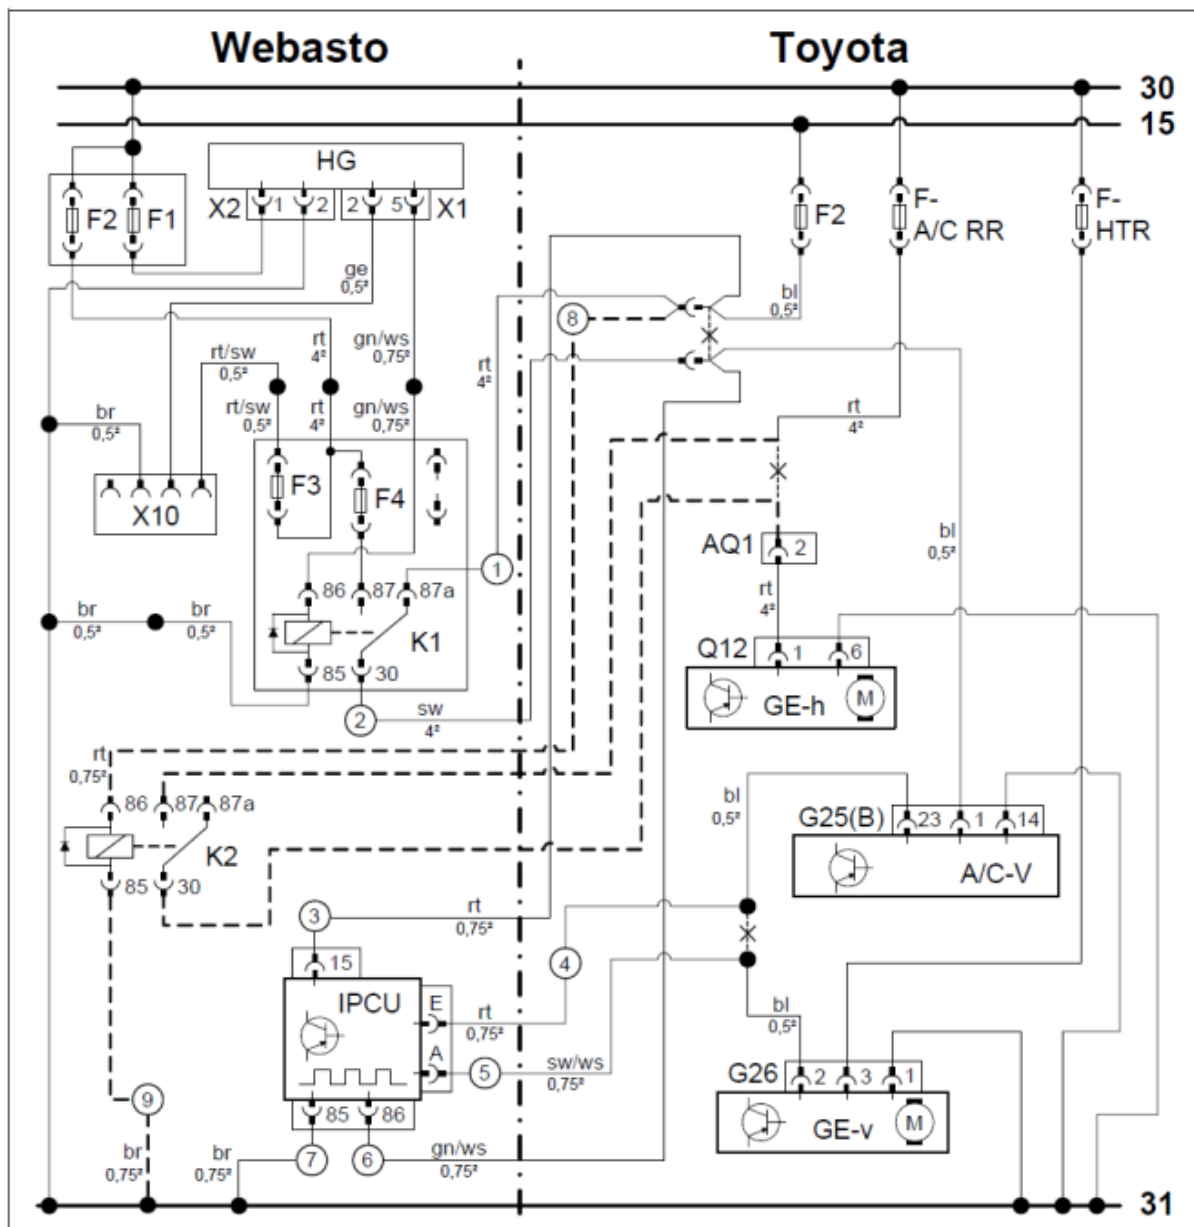 Webasto Toyota
30
15
HG
F2 F1 X2 1 2 2 5 X1 F2 F-
A/C RR F-
HTR
ge
0,5²
bl
0,5²
8
rt
4²
gn/ws
0,75²
rt/sw
0,5²
rt
4²
rt
4²
br
0,5²
rt/sw
0,5²
rt
4²
gn/ws
0,75²
F3 F4
X10
AQ1 2
bl
0,5²
1
86 87 87a
rt
4²
br
0,5²
br
0,5²
K1
85 30
Q12 1 6
GE-h M
2
sw
4²
rt
0,75²
86 87 87a
bl
0,5²
G25(B) 23 1 14
K2
A/C-V
85 30
3
rt
0,75²
15
4
IPCU E
rt
0,75²
bl
0,5²
A 5
sw/ws
0,75²
G26 2 3 1
9
85 86
GE-v M
br
0,75²
br
0,75²
7 6
gn/ws
0,75²
31